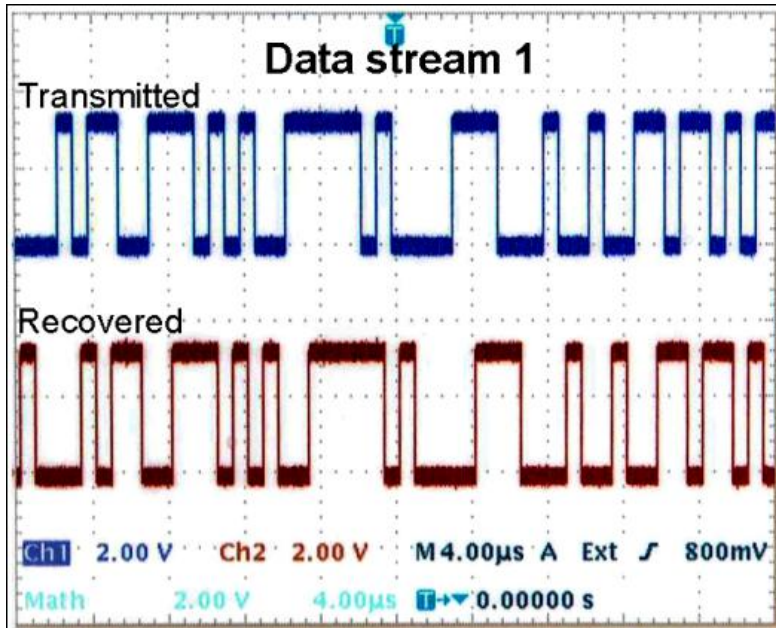 T
Data stream 1
Transmitted
Recovered
Ch1 2.00 V Ch2 2.00 V M 4.00µs A Ext ƒ 800mV
Math 2.00 V 4.00µs T→▼ 0.00000 s